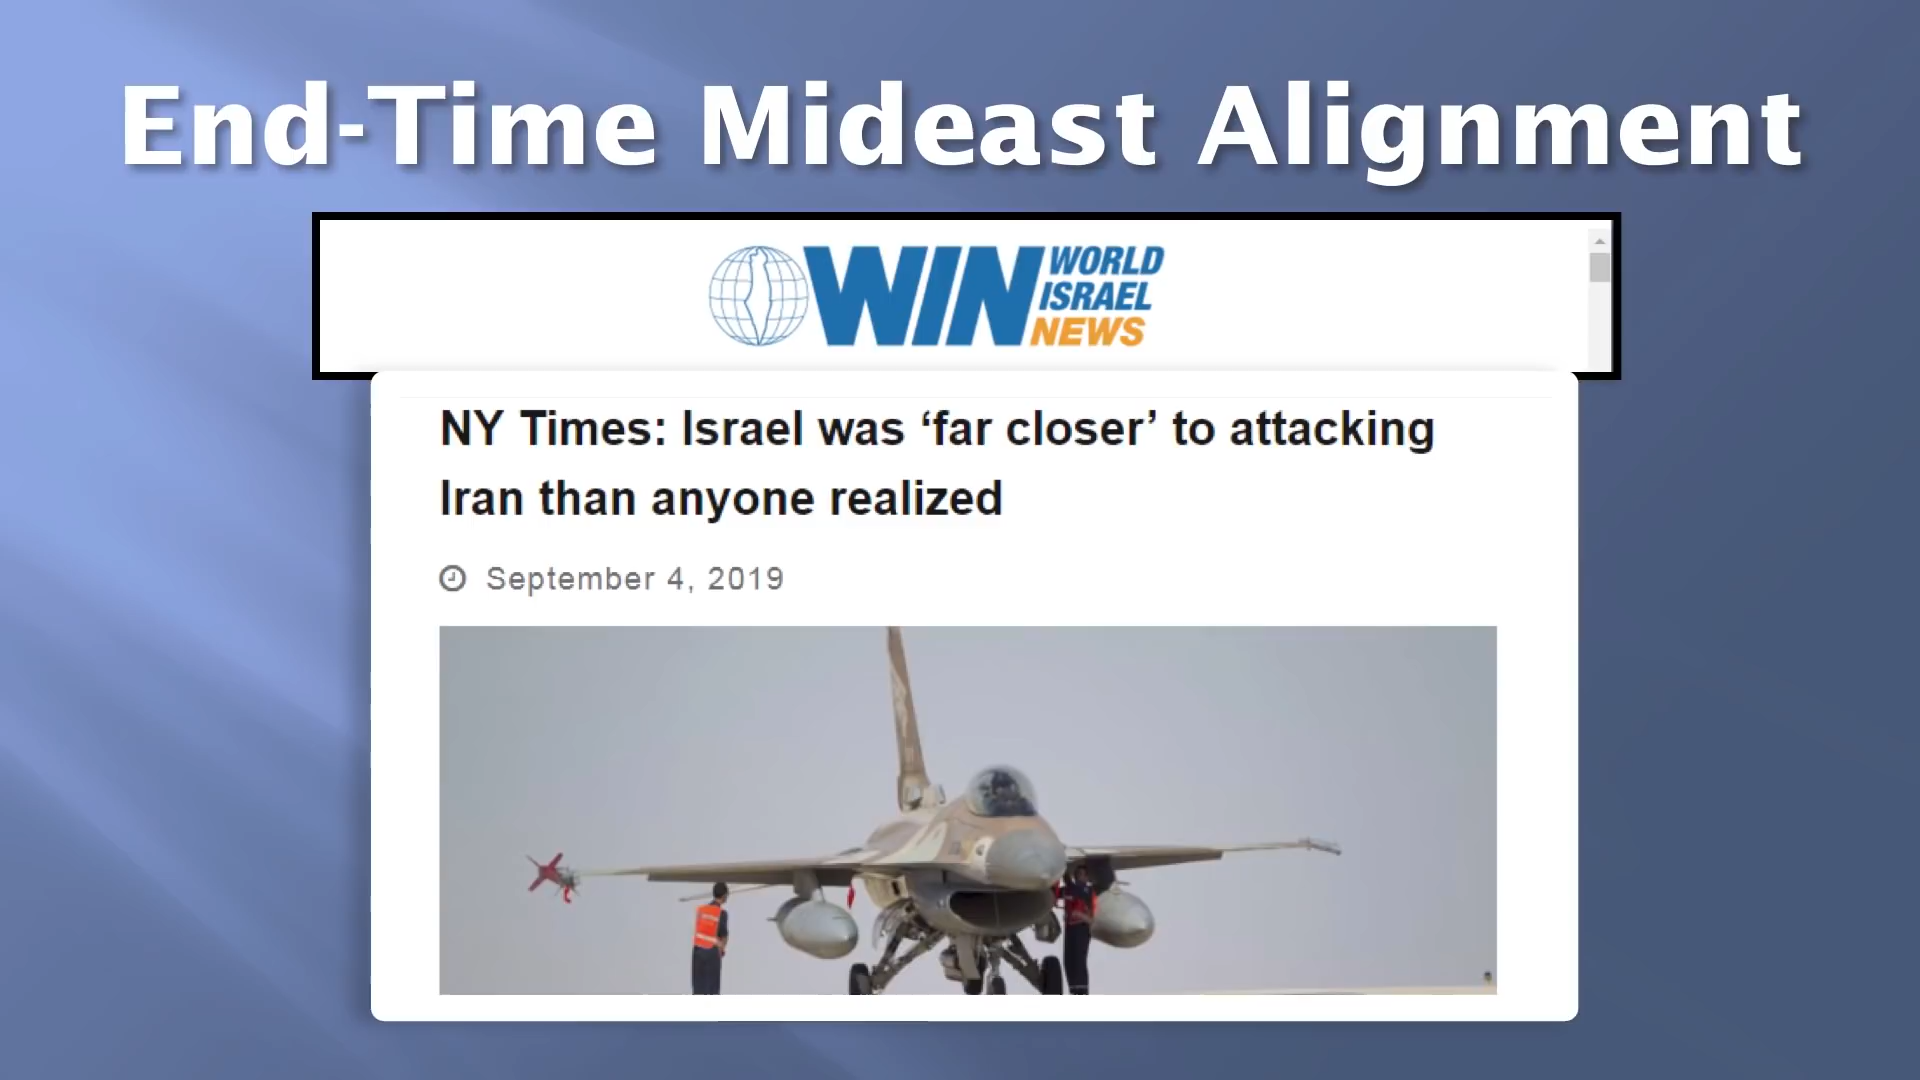 End-Time Mideast Alignment
WIN WORLD
ISRAEL
NEWS
NY Times: Israel was ‘far closer’ to attacking
Iran than anyone realized
September 4, 2019